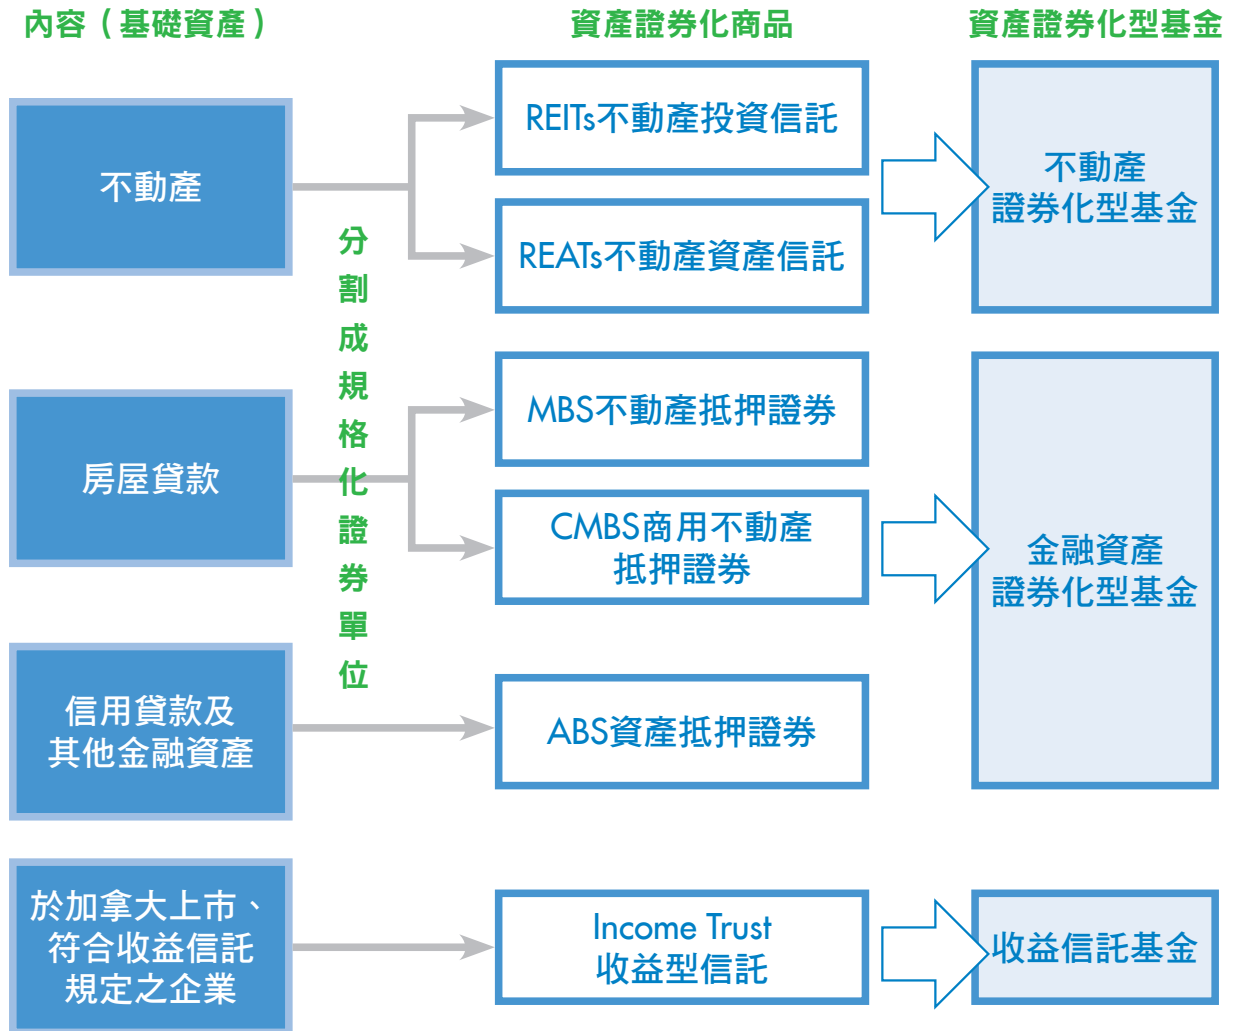 內容（基礎資產）
資產證券化商品
資產證券化型基金
不動產
分割成規格化證券單位
REITs不動產投資信託
REATs不動產資產信託
不動產
證券化型基金
房屋貸款
MBS不動產抵押證券
CMBS商用不動產
抵押證券
信用貸款及
其他金融資產
ABS資產抵押證券
金融資產
證券化型基金
於加拿大上市、
符合收益信託
規定之企業
Income Trust
收益型信託
收益信託基金